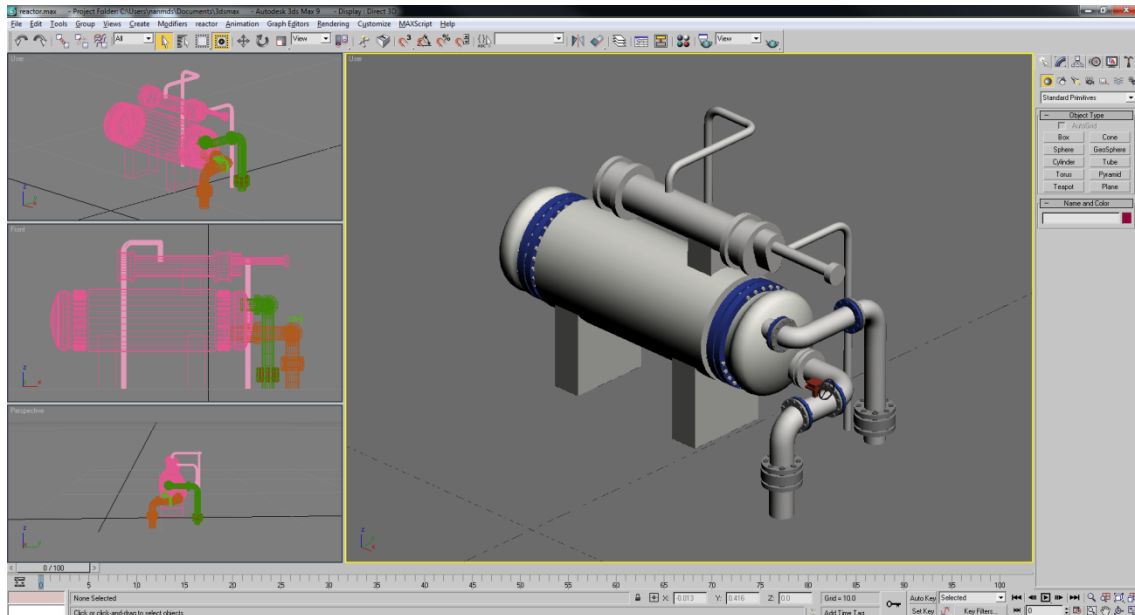 reactor.max - Project Folder: C:\Users\nanmds\Documents\3dsmax - Autodesk 3ds Max 9 - Display : Direct 3D
File Edit Tools Group Views Create Modifiers reactor Animation Graph Editors Rendering Customize MAXScript Help
All
View
View
User
User
Front
Perspective
Standard Primitives
Object Type
AutoGrid
Box Cone
Sphere GeoSphere
Cylinder Tube
Torus Pyramid
Teapot Plane
Name and Color
0 / 100
0 5 10 15 20 25 30 35 40 45 50 55 60 65 70 75 80 85 90 95 100
None Selected
X: -0.013 Y: 0.416 Z: 0.0
Grid = 10.0
Auto Key Selected
Click or click-and-drag to select objects
Add Time Tag
Set Key Key Filters... 0